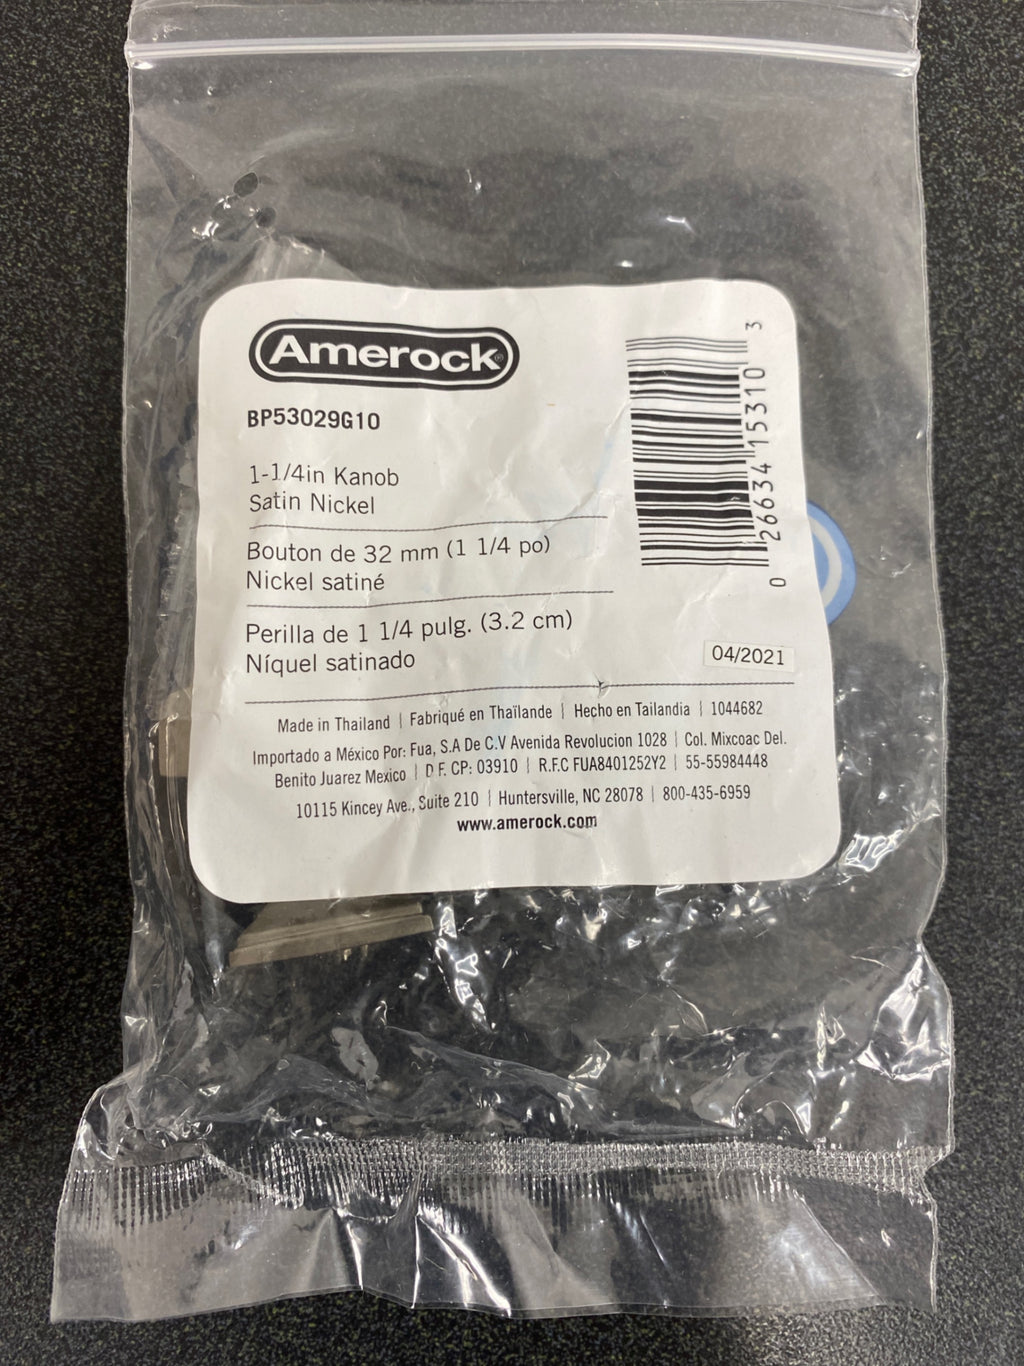 Amerock®
BP53029G10
1-1/4in Kanob
Satin Nickel
Bouton de 32 mm (1 1/4 po)
Nickel satiné
Perilla de 1 1/4 pulg. (3.2 cm)
Níquel satinado
0 26634 15310 3
04/2021
Made in Thailand | Fabriqué en Thaïlande | Hecho en Tailandia | 1044682
Importado a México Por: Fua, S.A De C.V Avenida Revolucion 1028 | Col. Mixcoac Del.
Benito Juarez Mexico | D F. CP: 03910 | R.F.C FUA8401252Y2 | 55-55984448
10115 Kincey Ave., Suite 210 | Huntersville, NC 28078 | 800-435-6959
www.amerock.com